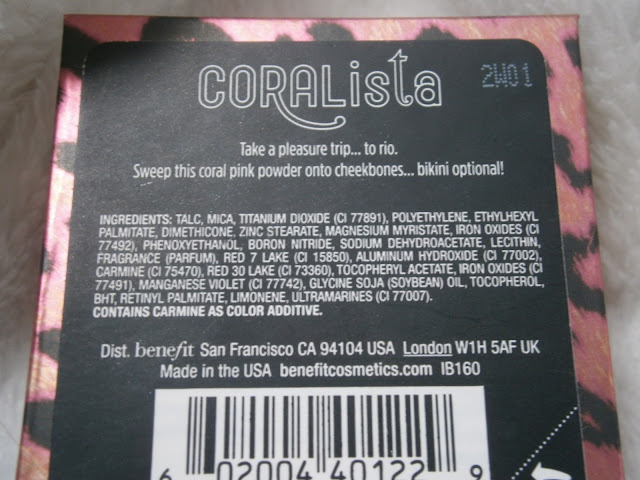 CORALista
2W01
Take a pleasure trip... to rio.
Sweep this coral pink powder onto cheekbones... bikini optional!
INGREDIENTS: TALC, MICA, TITANIUM DIOXIDE (CI 77891), POLYETHYLENE, ETHYLHEXYL
PALMITATE, DIMETHICONE, ZINC STEARATE, MAGNESIUM MYRISTATE, IRON OXIDES (CI
77492), PHENOXYETHANOL, BORON NITRIDE, SODIUM DEHYDROACETATE, LECITHIN,
FRAGRANCE (PARFUM), RED 7 LAKE (CI 15850), ALUMINUM HYDROXIDE (CI 77002),
CARMINE (CI 75470), RED 30 LAKE (CI 73360), TOCOPHERYL ACETATE, IRON OXIDES (CI
77491), MANGANESE VIOLET (CI 77742), GLYCINE SOJA (SOYBEAN) OIL, TOCOPHEROL,
BHT, RETINYL PALMITATE, LIMONENE, ULTRAMARINES (CI 77007).
CONTAINS CARMINE AS COLOR ADDITIVE.
Dist. benefit San Francisco CA 94104 USA London W1H 5AF UK
Made in the USA benefitcosmetics.com IB160
6 02004 40122 9